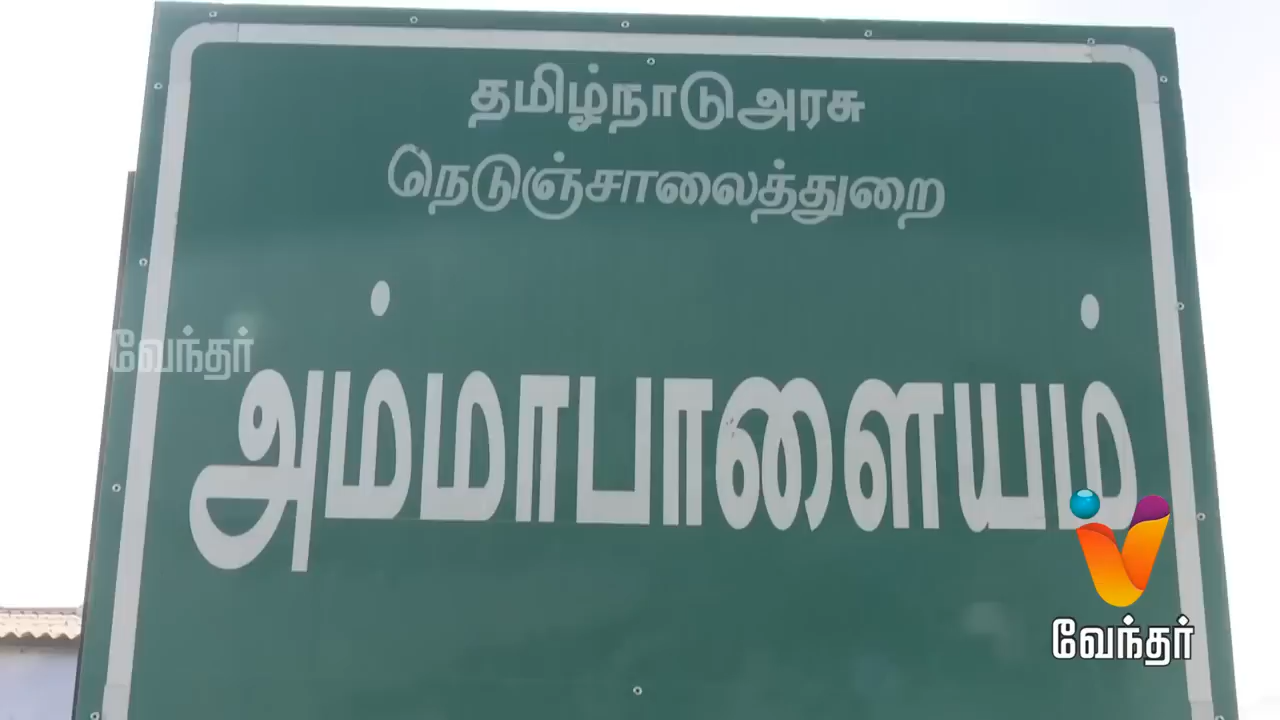 தமிழ்நாடுஅரசு
நெடுஞ்சாலைத்துறை
வேந்தர்
அம்மாபாளையம்
வேந்தர்